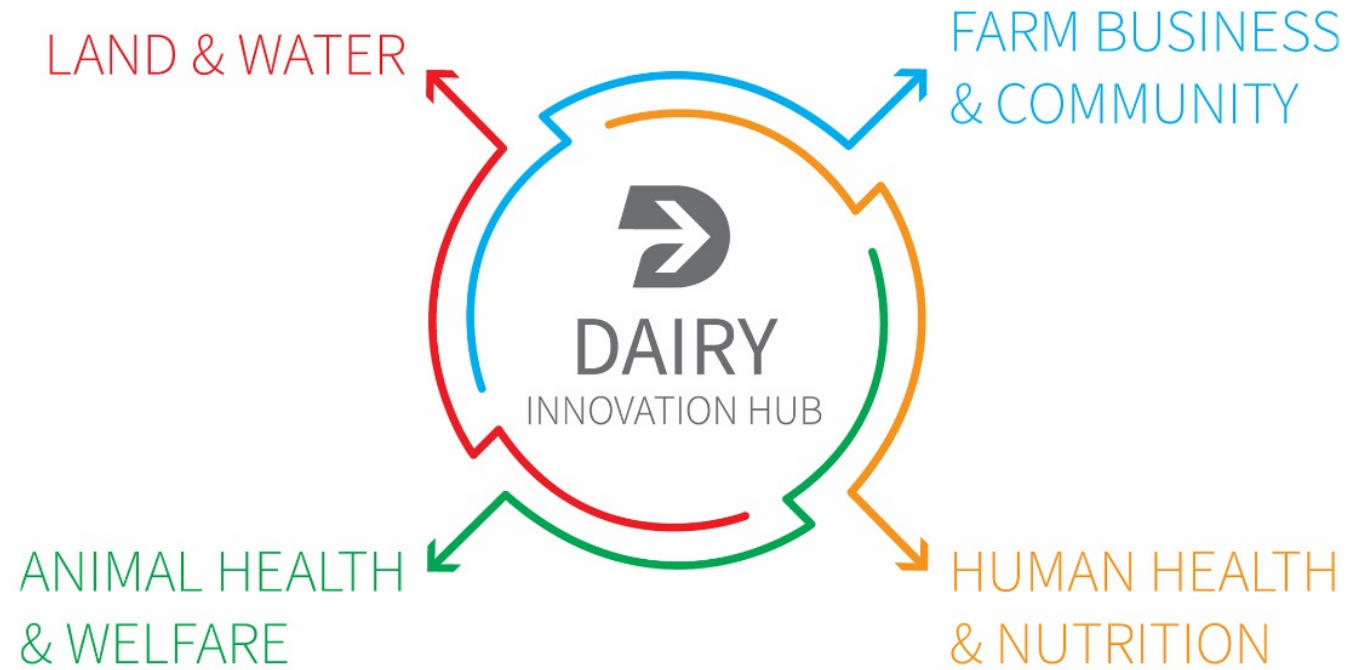 LAND & WATER
FARM BUSINESS
& COMMUNITY
DAIRY
INNOVATION HUB
ANIMAL HEALTH
& WELFARE
HUMAN HEALTH
& NUTRITION